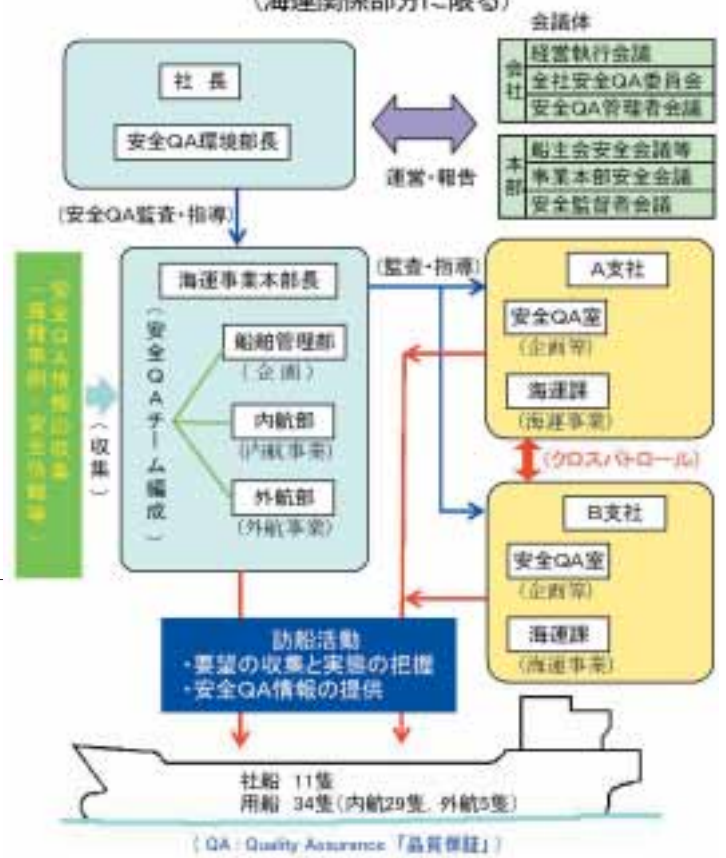 (海運関係部分に限る)
会議体
社 長
安全QA環境部長
運営・報告
会社
経営執行会議
全社安全QA委員会
安全QA管理者会議
本部
船主会安全会議等
事業本部安全会議
安全監督者会議
(安全QA監査・指導)
安全QA情報の収集
(収集)
海運事業本部長
(安全QAチーム編成)
船舶管理部
(企画)
内航部
(内航事業)
外航部
(外航事業)
(監査・指導)
A支社
安全QA室
(企画等)
海運課
(海運事業)
(クロスパトロール)
B支社
安全QA室
(企画等)
海運課
(海運事業)
訪船活動
・要望の収集と実態の把握
・安全QA情報の提供
社船 11隻
用船 34隻(内航29隻、外航5隻)
(QA:Quality Assurance「品質保証」)